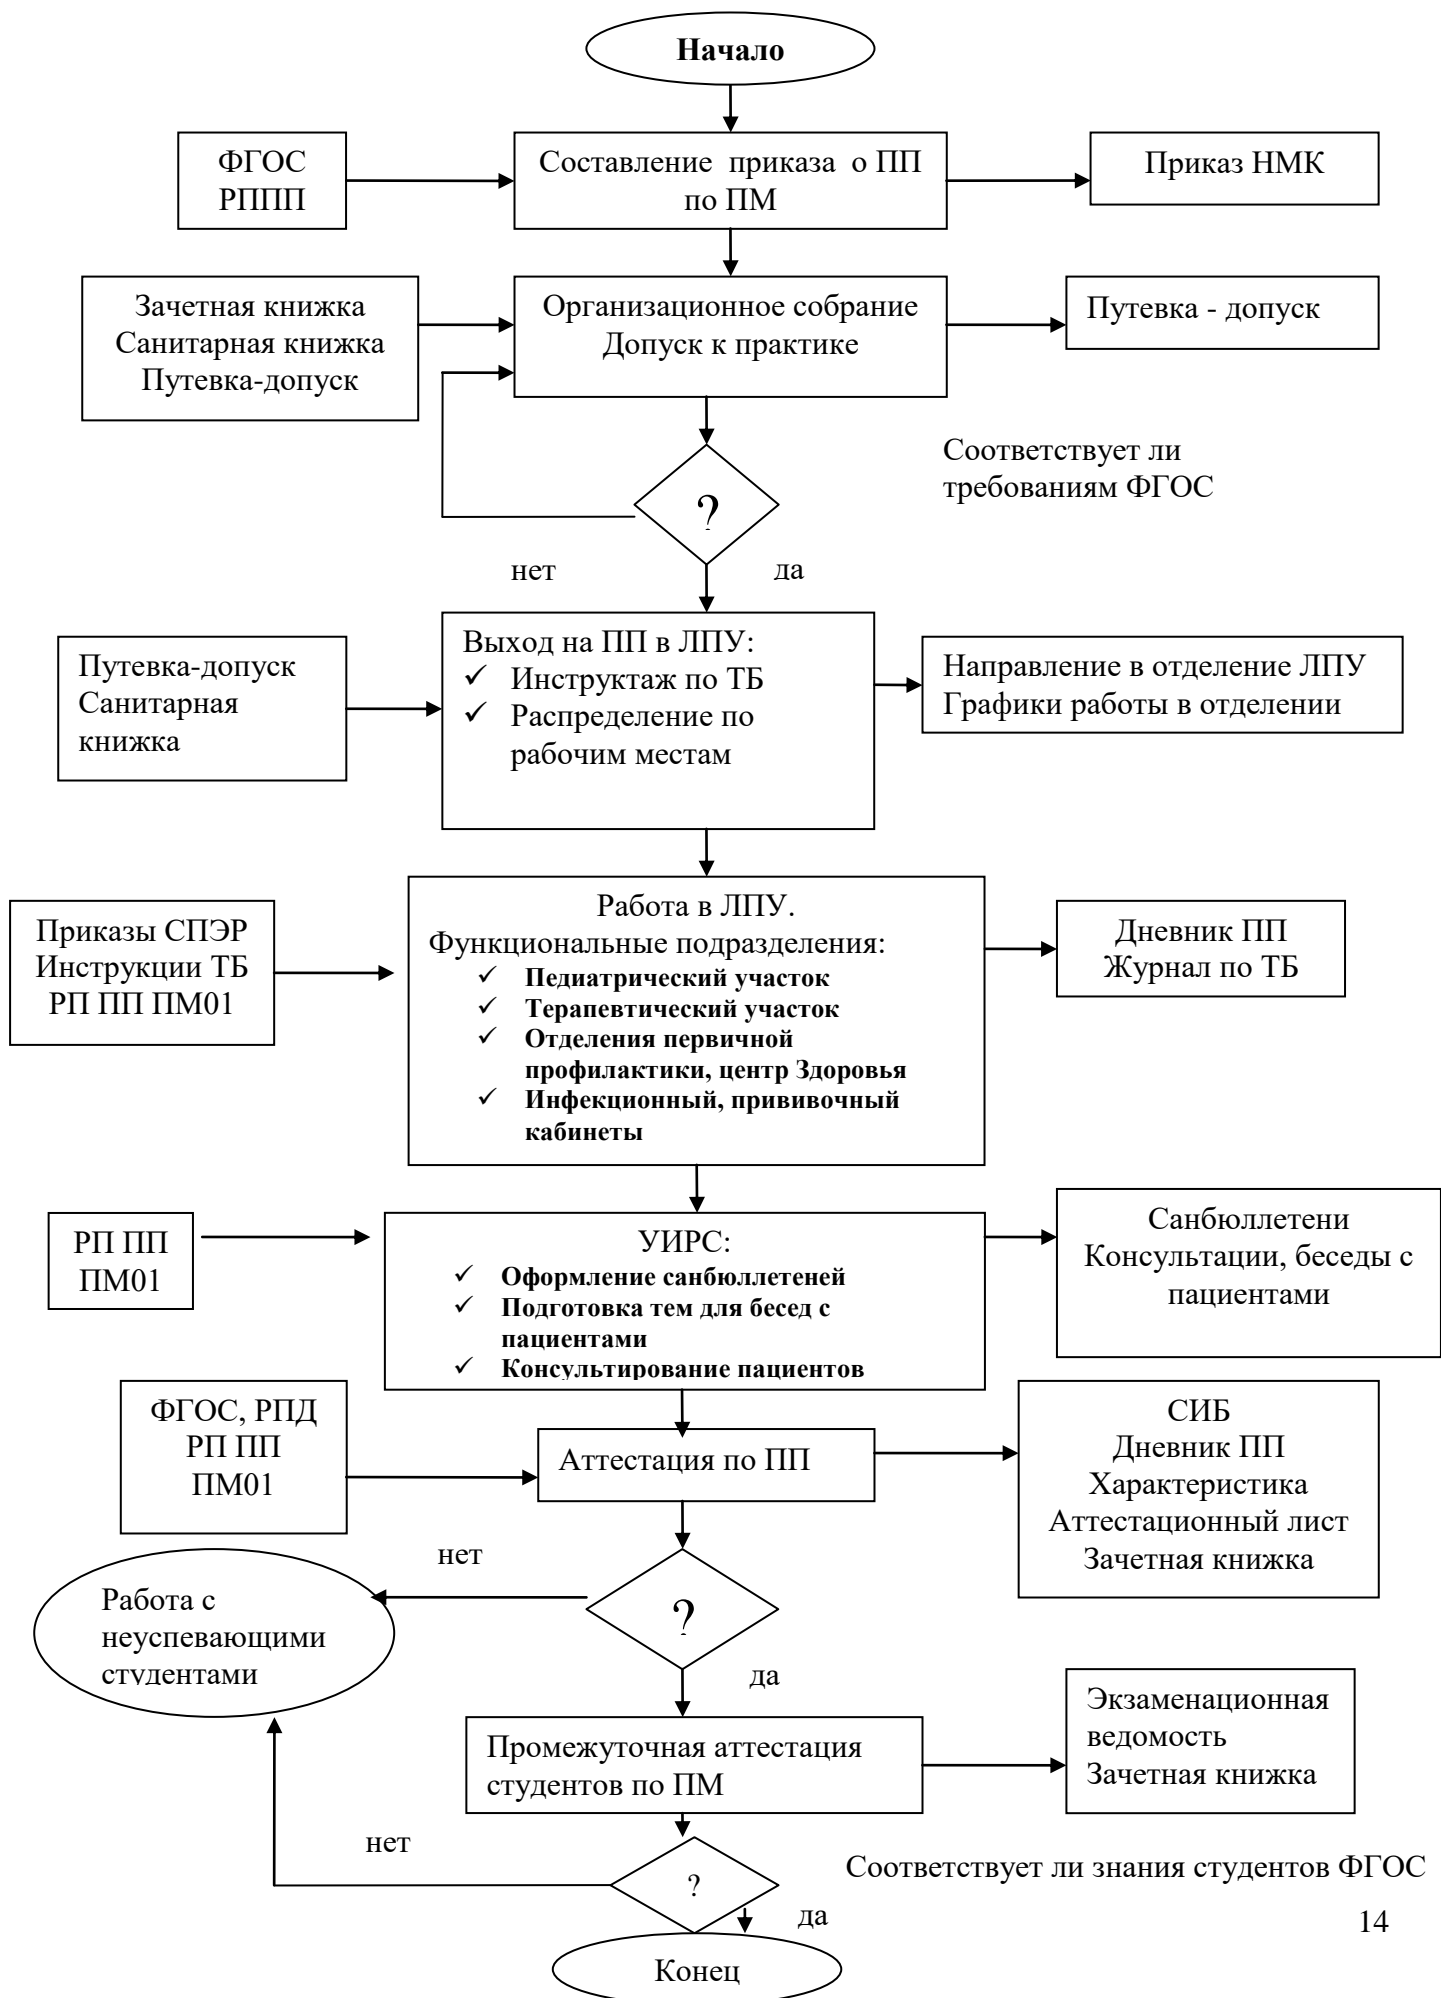 Начало
ФГОС
РППП
Составление приказа о ПП
по ПМ
Приказ НМК
Зачетная книжка
Санитарная книжка
Путевка-допуск
Организационное собрание
Допуск к практике
Путевка - допуск
?
Соответствует ли
требованиям ФГОС
нет
да
Путевка-допуск
Санитарная
книжка
Выход на ПП в ЛПУ:
✓ Инструктаж по ТБ
✓ Распределение по
рабочим местам
Направление в отделение ЛПУ
Графики работы в отделении
Приказы СПЭР
Инструкции ТБ
РП ПП ПМ01
Работа в ЛПУ.
Функциональные подразделения:
✓ Педиатрический участок
✓ Терапевтический участок
✓ Отделения первичной
профилактики, центр Здоровья
✓ Инфекционный, прививочный
кабинеты
Дневник ПП
Журнал по ТБ
РП ПП
ПМ01
УИРС:
✓ Оформление санбюллетеней
✓ Подготовка тем для бесед с
пациентами
✓ Консультирование пациентов
Санбюллетени
Консультации, беседы с
пациентами
ФГОС, РПД
РП ПП
ПМ01
Аттестация по ПП
СИБ
Дневник ПП
Характеристика
Аттестационный лист
Зачетная книжка
нет
?
Работа с
неуспевающими
студентами
да
Промежуточная аттестация
студентов по ПМ
Экзаменационная
ведомость
Зачетная книжка
нет
?
Соответствует ли знания студентов ФГОС
да
14
Конец